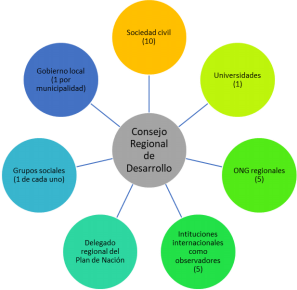 Sociedad civil
(10)
Universidades
(1)
ONG regionales
(5)
Intituciones
internacionales
como
observadores
(5)
Delegado
regional del
Plan de Nación
Grupos sociales
(1 de cada uno)
Gobierno local
(1 por
municipalidad)
Consejo
Regional
de
Desarrollo